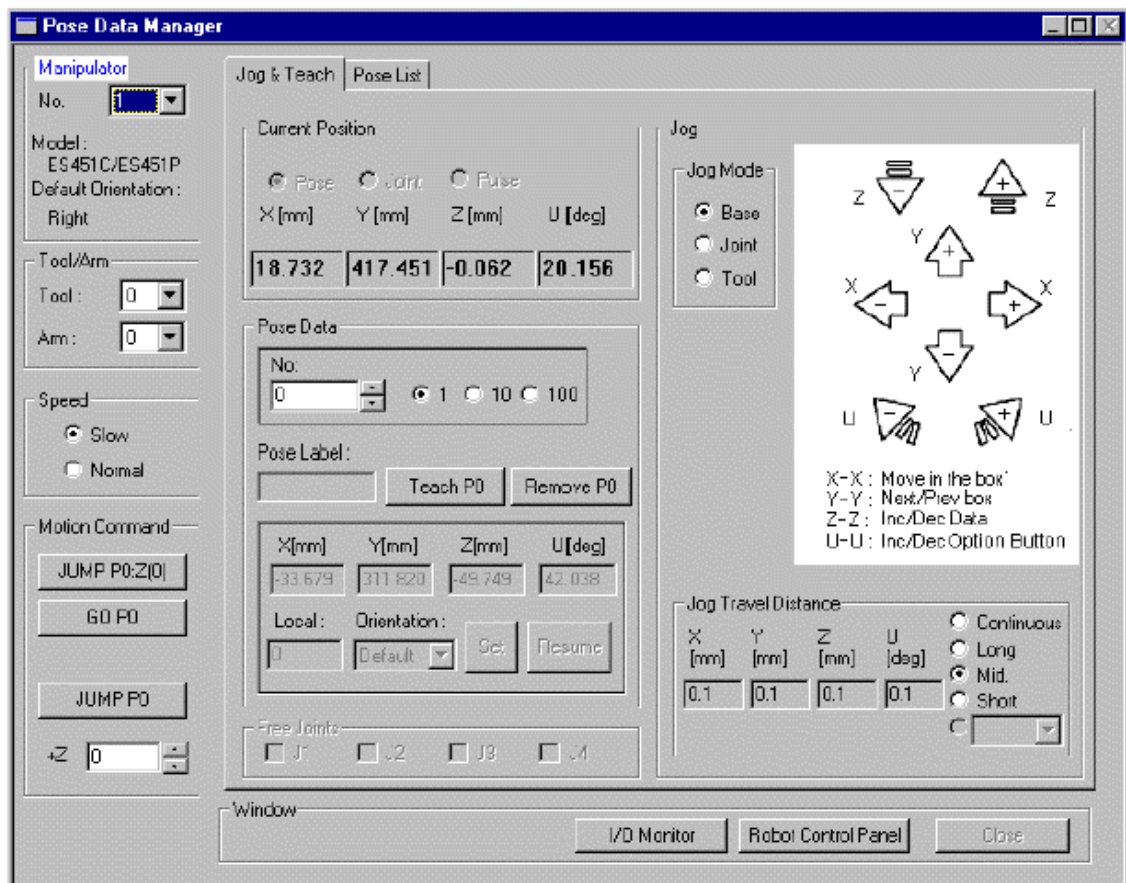 Pose Data Manager
Manipulator
No. 1
Model :
ES451C/ES451P
Default Orientation :
Right
Tool/Arm
Tool : 0
Arm : 0
Speed
Slow
Normal
Motion Command
JUMP P0:Z(0)
GO P0
JUMP P0
+Z 0
Jog & Teach Pose List
Current Position
Pose Joint Pulse
X [mm] Y [mm] Z [mm] U [deg]
18.732 417.451 -0.062 20.156
Pose Data
No:
0 1 10 100
Pose Label :
Teach P0 Remove P0
X[mm] Y[mm] Z[mm] U[deg]
-33.679 311.820 -49.749 42.038
Local : Orientation :
0 Default Set Resume
Free Joints
J1 J2 J3 J4
Jog
Jog Mode
Base
Joint
Tool
Z - + Z
Y +
X - + X
Y -
U - + U
X-X : Move in the box'
Y-Y : Next/Prev box
Z-Z : Inc/Dec Data
U-U : Inc/Dec Option Button
Jog Travel Distance
X Y Z U
[mm] [mm] [mm] [deg]
0.1 0.1 0.1 0.1
Continuous
Long
Mid.
Short
Window
I/O Monitor Robot Control Panel Close